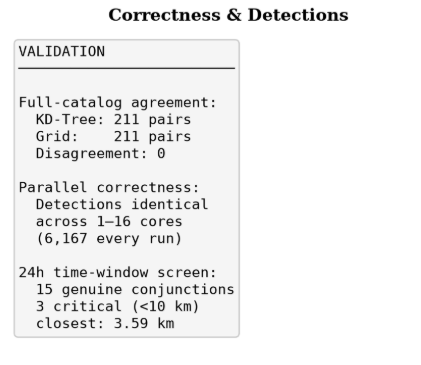 Correctness & Detections
VALIDATION
Full-catalog agreement:
KD-Tree: 211 pairs
Grid:    211 pairs
Disagreement: 0
Parallel correctness:
Detections identical
across 1–16 cores
(6,167 every run)
24h time-window screen:
15 genuine conjunctions
3 critical (<10 km)
closest: 3.59 km